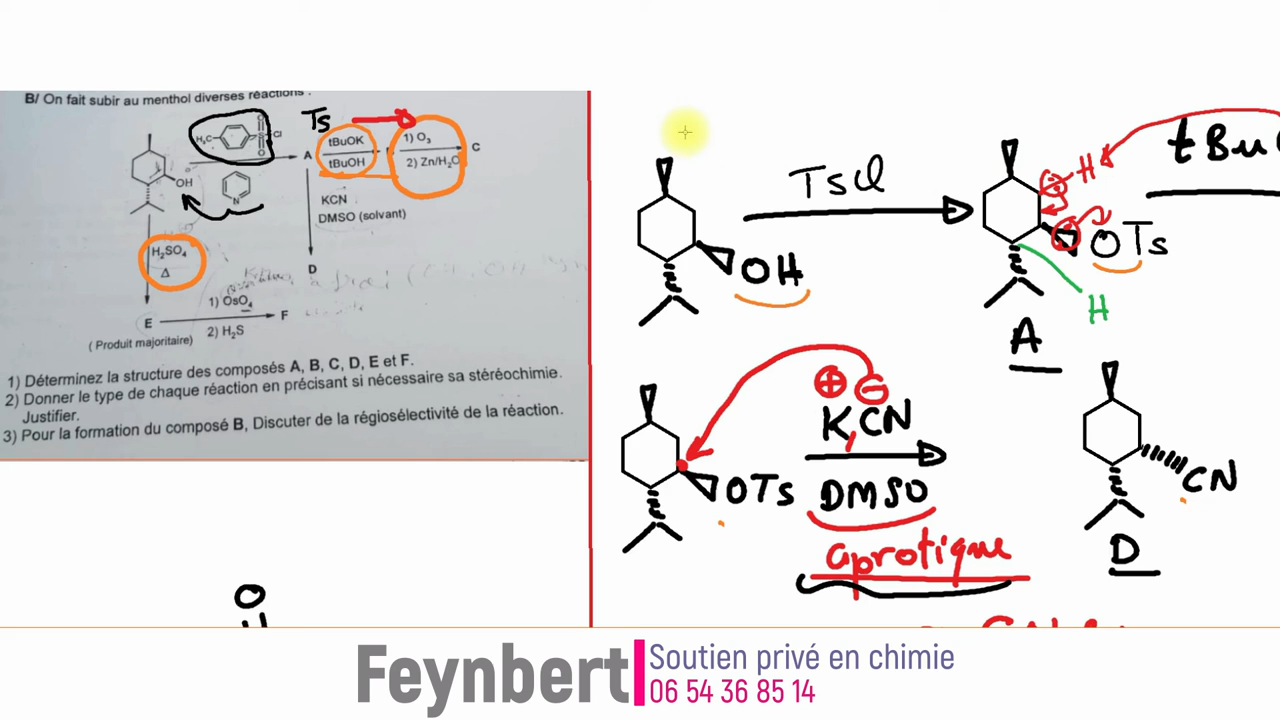 B/ On fait subir au menthol diverses réactions :
Ts
H₃C
Cl
tBuOK
tBuOH
1) O₃
2) Zn/H₂O
A
C
OH
N
KCN
DMSO (solvant)
H₂SO₄
Δ
D
1) OsO₄
E
F
2) H₂S
( Produit majoritaire)
1) Déterminez la structure des composés A, B, C, D, E et F.
2) Donner le type de chaque réaction en précisant si nécessaire sa stéréochimie.
Justifier.
3) Pour la formation du composé B, Discuter de la régiosélectivité de la réaction.
TsCl
OH
H
tBu
OTs
H
A
⊕ ⊖
K,CN
OTs
DMSO
CN
aprotique
D
O
Feynbert
Soutien privé en chimie
06 54 36 85 14